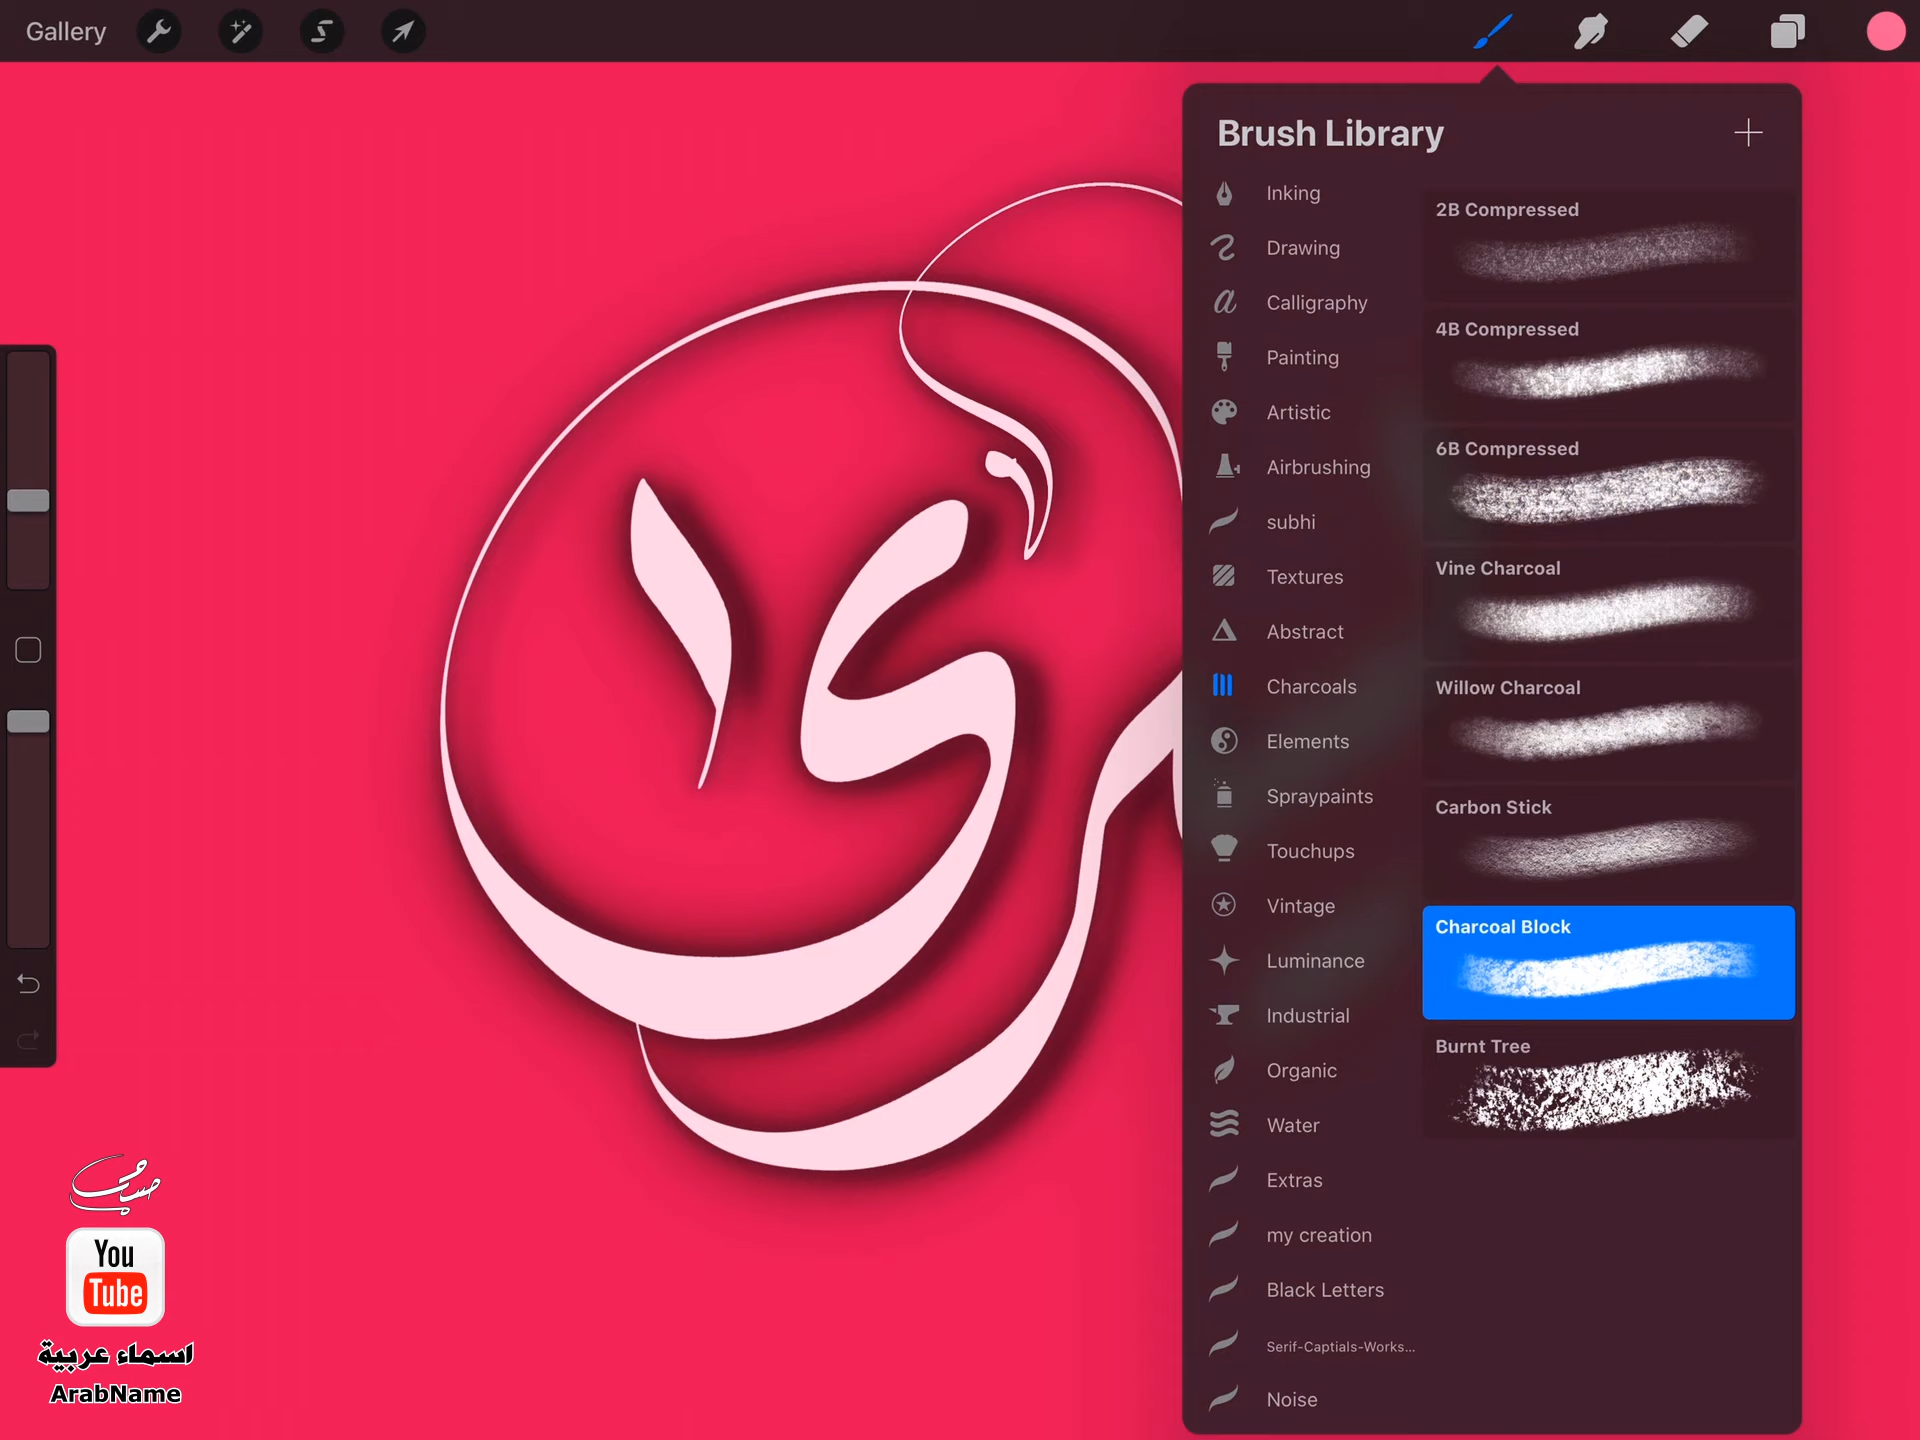 Gallery
Brush Library
Inking
Drawing
Calligraphy
Painting
Artistic
Airbrushing
subhi
Textures
Abstract
Charcoals
Elements
Spraypaints
Touchups
Vintage
Luminance
Industrial
Organic
Water
Extras
my creation
Black Letters
Serif-Captials-Works...
Noise
2B Compressed
4B Compressed
6B Compressed
Vine Charcoal
Willow Charcoal
Carbon Stick
Charcoal Block
Burnt Tree
You
Tube
اسماء عربية
ArabName